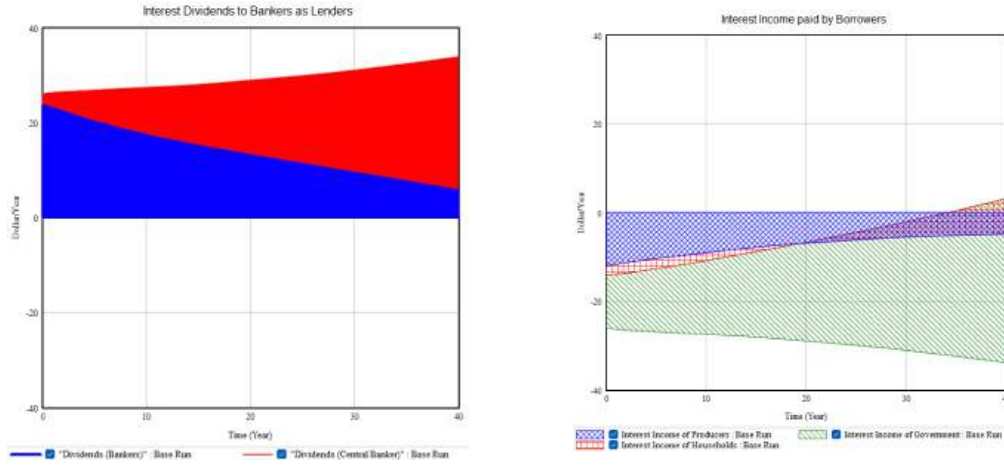 Interest Dividends to Bankers as Lenders
40
20
0
-20
-40
Dollar/Year
0 10 20 30 40
Time (Year)
"Dividends (Bankers)" : Base Run "Dividends (Central Banker)" : Base Run
Interest Income paid by Borrowers
40
20
0
-20
-40
Dollar/Year
0 10 20 30 40
Time (Year)
Interest Income of Producers : Base Run Interest Income of Government : Base Run
Interest Income of Households : Base Run